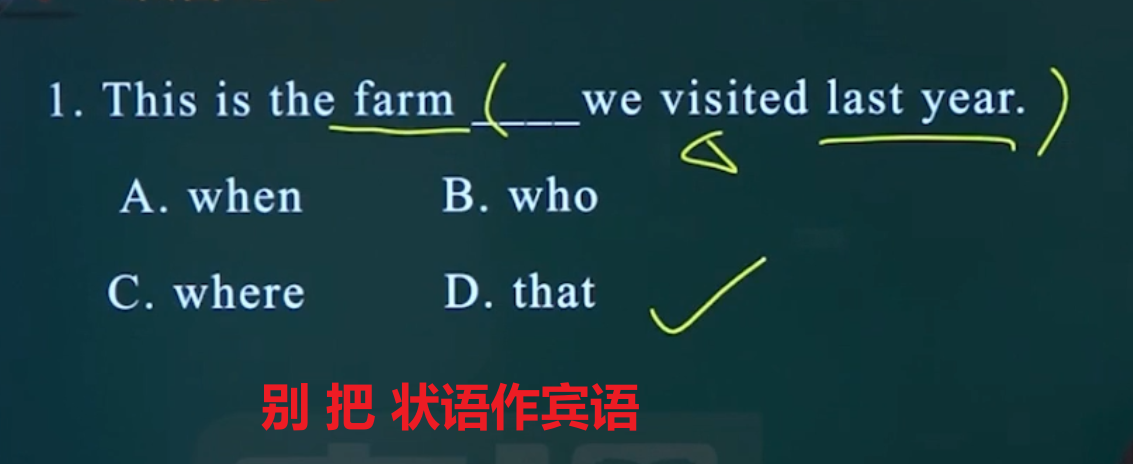 1. This is the farm ____ we visited last year.
A. when B. who
C. where D. that
别 把 状语作宾语